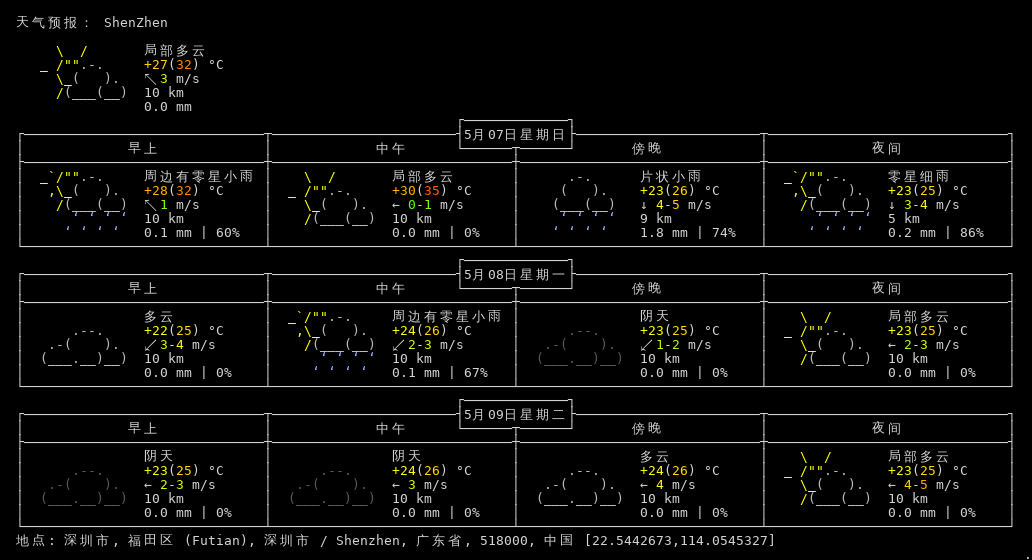 天气预报： ShenZhen
局部多云
+27(32) °C
↖ 3 m/s
10 km
0.0 mm
5月07日星期日
早上 中午 傍晚 夜间
周边有零星小雨 局部多云 片状小雨 零星细雨
+28(32) °C +30(35) °C +23(26) °C +23(25) °C
↖ 1 m/s ← 0-1 m/s ↓ 4-5 m/s ↓ 3-4 m/s
10 km 10 km 9 km 5 km
0.1 mm | 60% 0.0 mm | 0% 1.8 mm | 74% 0.2 mm | 86%
5月08日星期一
早上 中午 傍晚 夜间
多云 周边有零星小雨 阴天 局部多云
+22(25) °C +24(26) °C +23(25) °C +23(25) °C
↙ 3-4 m/s ↙ 2-3 m/s ↙ 1-2 m/s ← 2-3 m/s
10 km 10 km 10 km 10 km
0.0 mm | 0% 0.1 mm | 67% 0.0 mm | 0% 0.0 mm | 0%
5月09日星期二
早上 中午 傍晚 夜间
阴天 阴天 多云 局部多云
+23(25) °C +24(26) °C +24(26) °C +23(25) °C
← 2-3 m/s ← 3 m/s ← 4 m/s ← 4-5 m/s
10 km 10 km 10 km 10 km
0.0 mm | 0% 0.0 mm | 0% 0.0 mm | 0% 0.0 mm | 0%
地点: 深圳市, 福田区 (Futian), 深圳市 / Shenzhen, 广东省, 518000, 中国 [22.5442673,114.0545327]